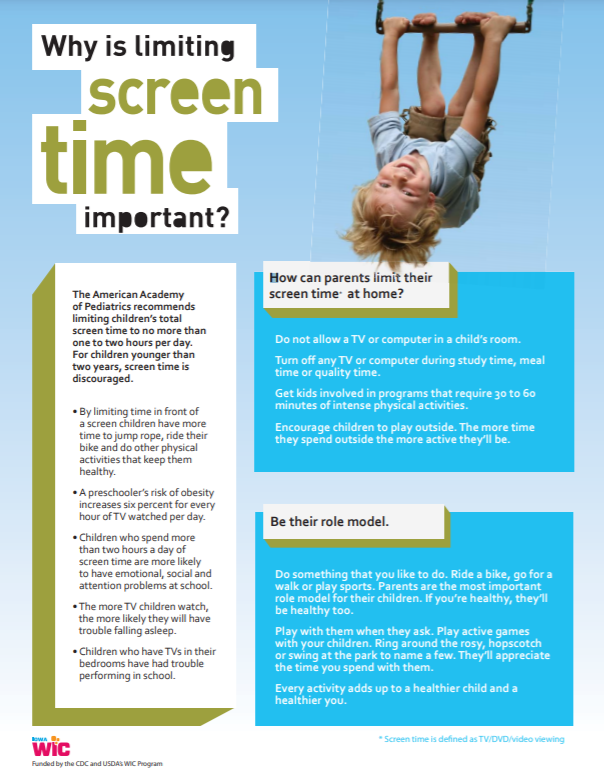 Why is limiting
screen
time
important?
The American Academy
of Pediatrics recommends
limiting children's total
screen time to no more than
one to two hours per day.
For children younger than
two years, screen time is
discouraged.
• By limiting time in front of
a screen children have more
time to jump rope, ride their
bike and do other physical
activities that keep them
healthy.
• A preschooler's risk of obesity
increases six percent for every
hour of TV watched per day.
• Children who spend more
than two hours a day of
screen time are more likely
to have emotional, social and
attention problems at school.
• The more TV children watch,
the more likely they will have
trouble falling asleep.
• Children who have TVs in their
bedrooms have had trouble
performing in school.
How can parents limit their
screen time* at home?
Do not allow a TV or computer in a child's room.
Turn off any TV or computer during study time, meal
time or quality time.
Get kids involved in programs that require 30 to 60
minutes of intense physical activities.
Encourage children to play outside. The more time
they spend outside the more active they'll be.
Be their role model.
Do something that you like to do. Ride a bike, go for a
walk or play sports. Parents are the most important
role model for their children. If you're healthy, they'll
be healthy too.
Play with them when they ask. Play active games
with your children. Ring around the rosy, hopscotch
or swing at the park to name a few. They'll appreciate
the time you spend with them.
Every activity adds up to a healthier child and a
healthier you.
* Screen time is defined as TV/DVD/video viewing
IOWA
WIC
Funded by the CDC and USDA's WIC Program